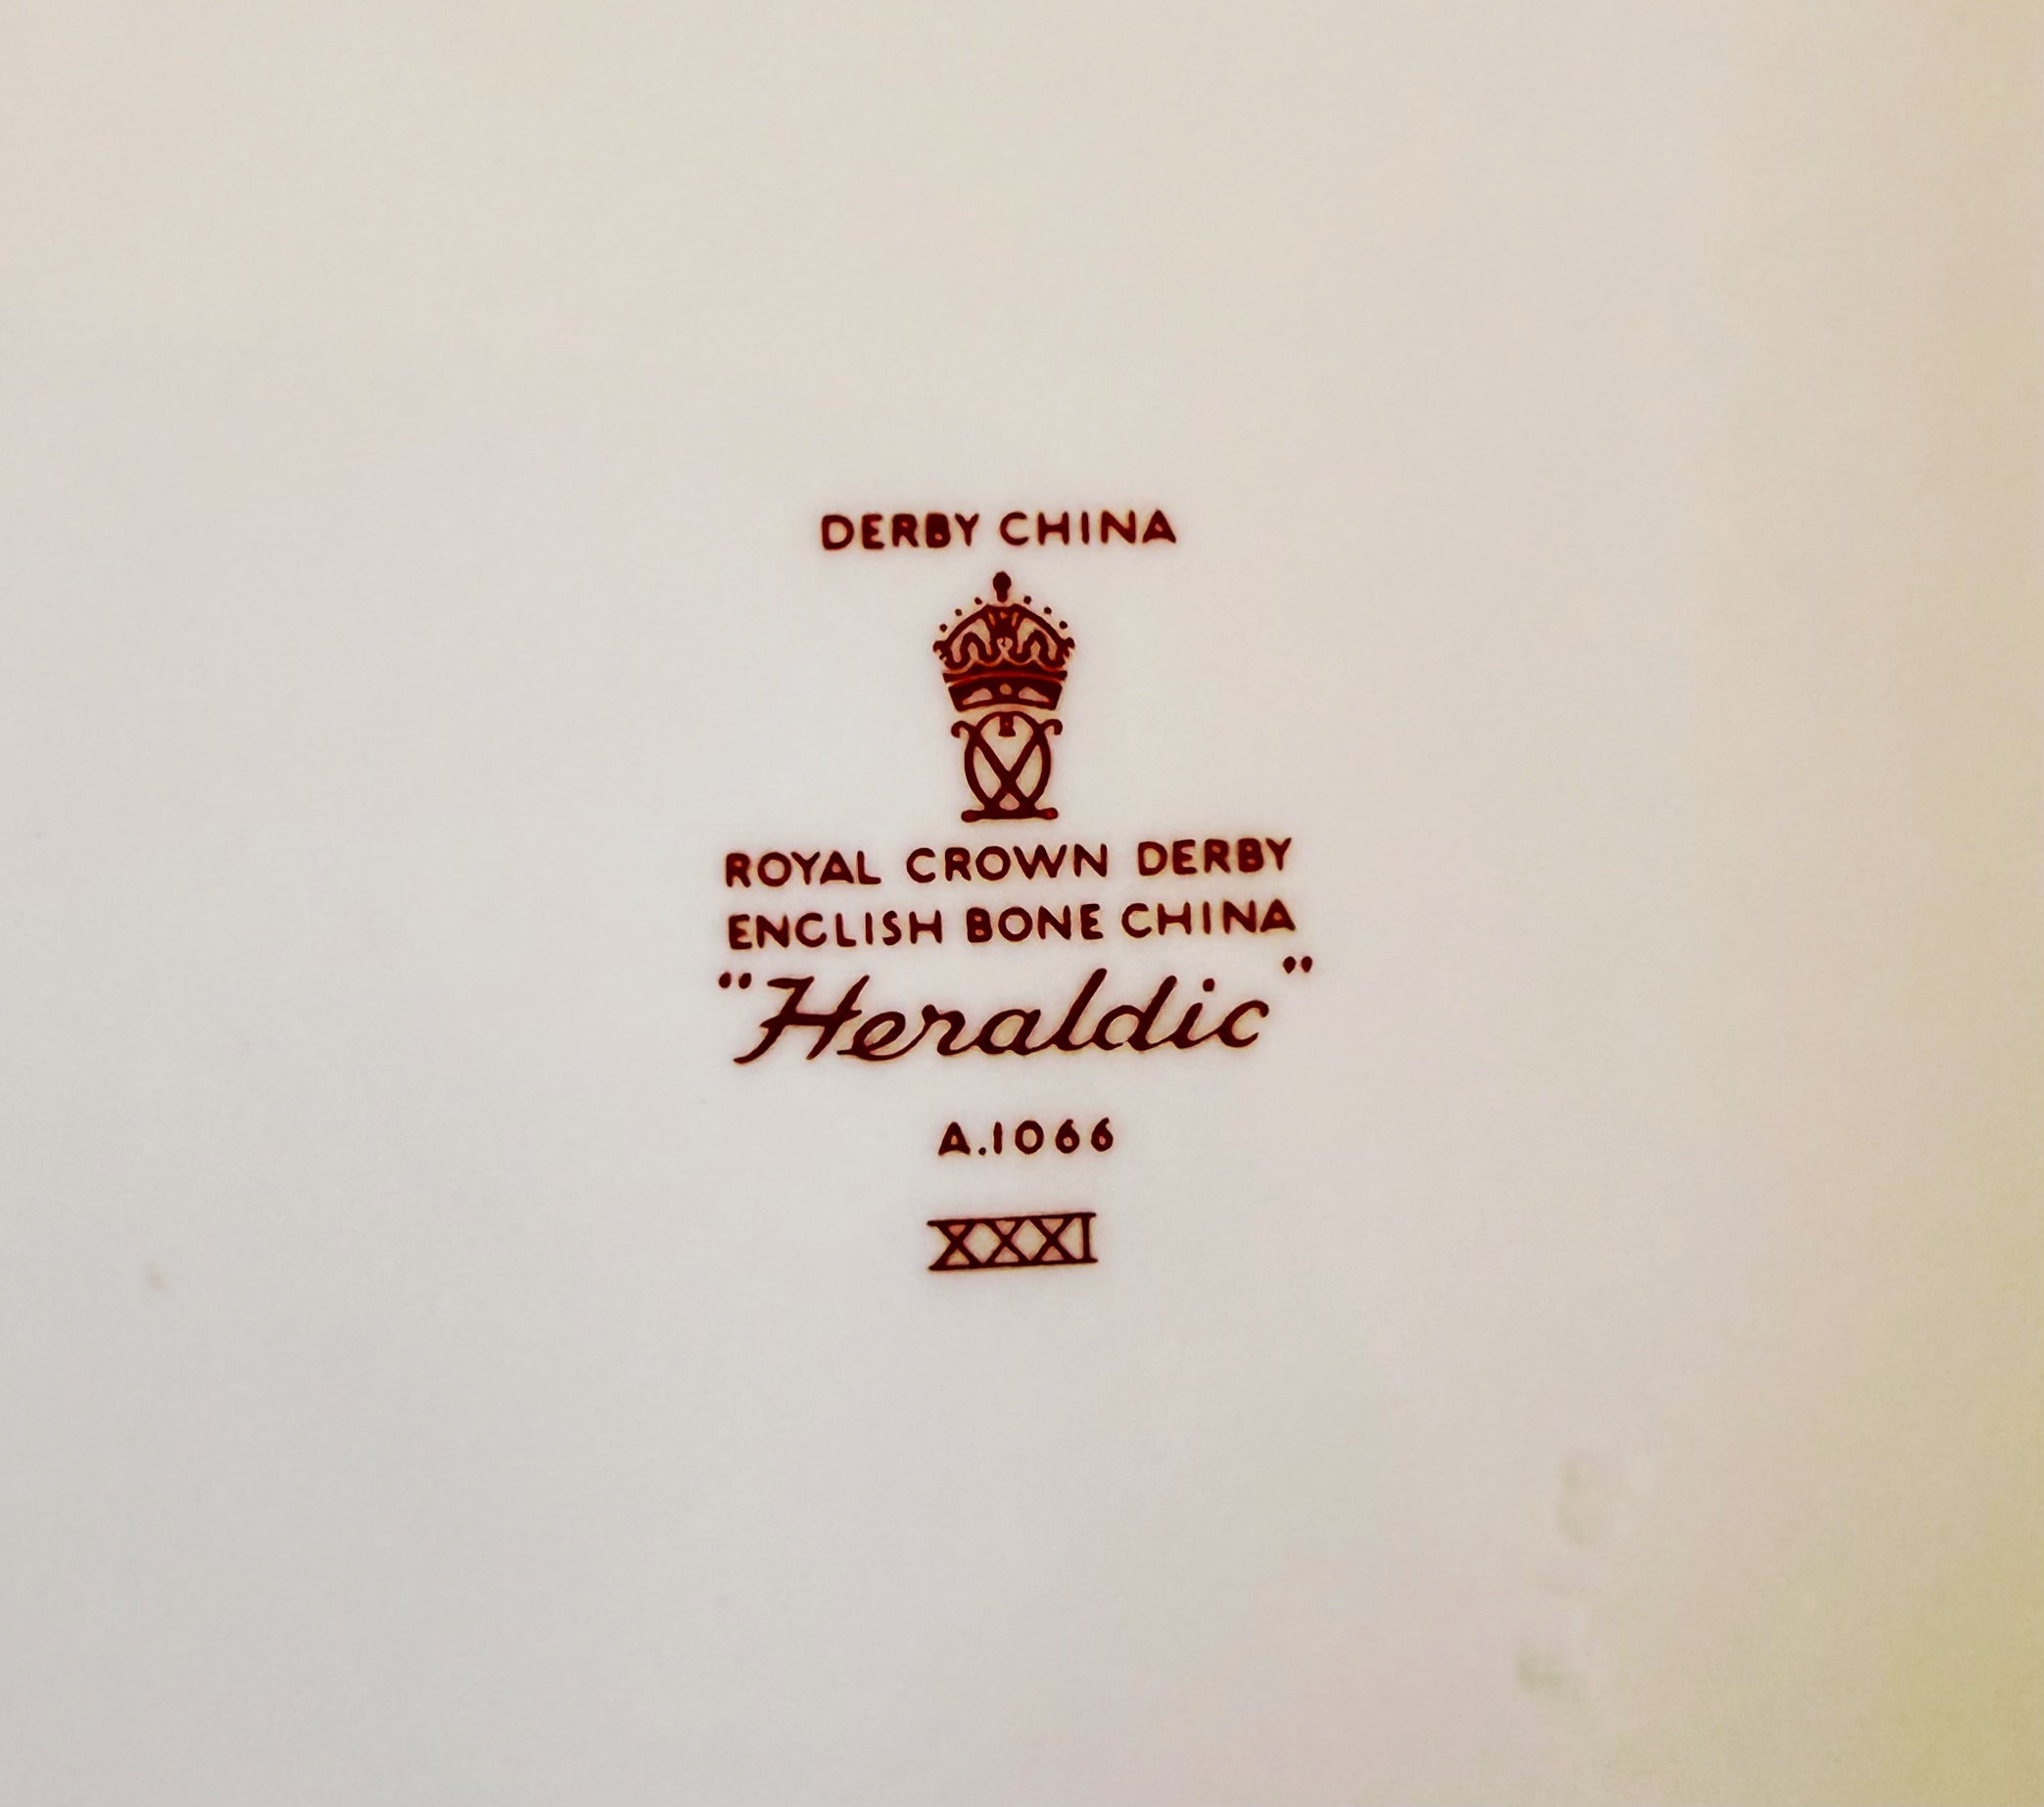 DERBY CHINA
ROYAL CROWN DERBY
ENGLISH BONE CHINA
"Heraldic"
A.1066
XXXI